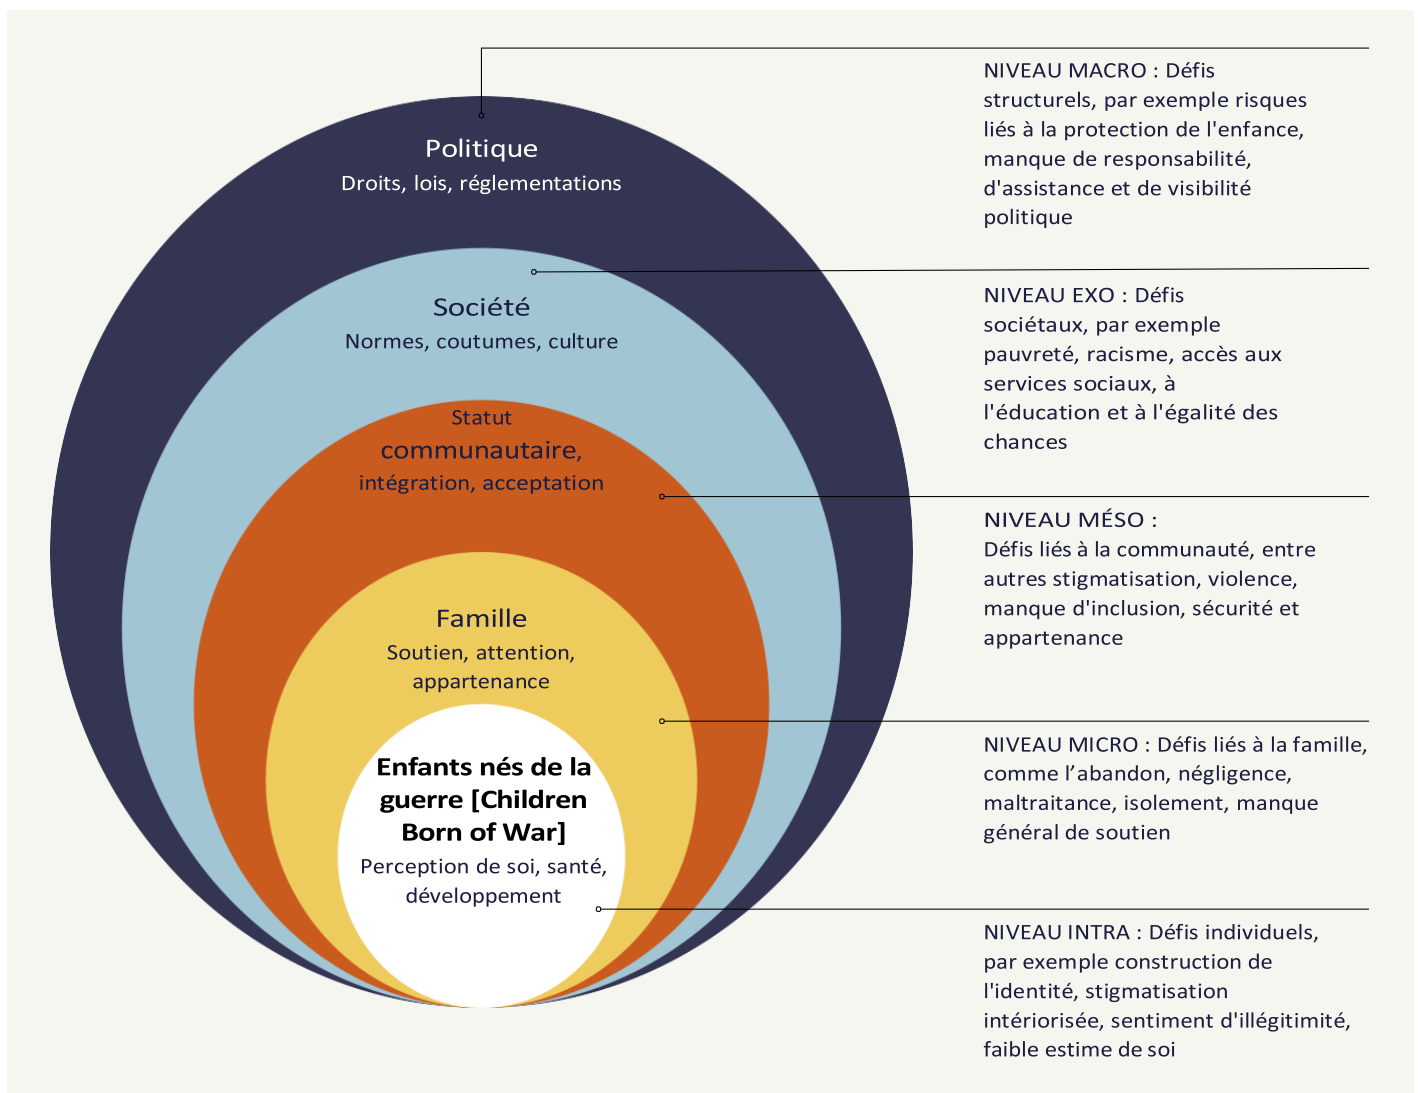 Politique
Droits, lois, réglementations
Société
Normes, coutumes, culture
Statut
communautaire,
intégration, acceptation
Famille
Soutien, attention,
appartenance
Enfants nés de la
guerre [Children
Born of War]
Perception de soi, santé,
développement
NIVEAU MACRO : Défis
structurels, par exemple risques
liés à la protection de l'enfance,
manque de responsabilité,
d'assistance et de visibilité
politique
NIVEAU EXO : Défis
sociétaux, par exemple
pauvreté, racisme, accès aux
services sociaux, à
l'éducation et à l'égalité des
chances
NIVEAU MÉSO :
Défis liés à la communauté, entre
autres stigmatisation, violence,
manque d'inclusion, sécurité et
appartenance
NIVEAU MICRO : Défis liés à la famille,
comme l’abandon, négligence,
maltraitance, isolement, manque
général de soutien
NIVEAU INTRA : Défis individuels,
par exemple construction de
l'identité, stigmatisation
intériorisée, sentiment d'illégitimité,
faible estime de soi